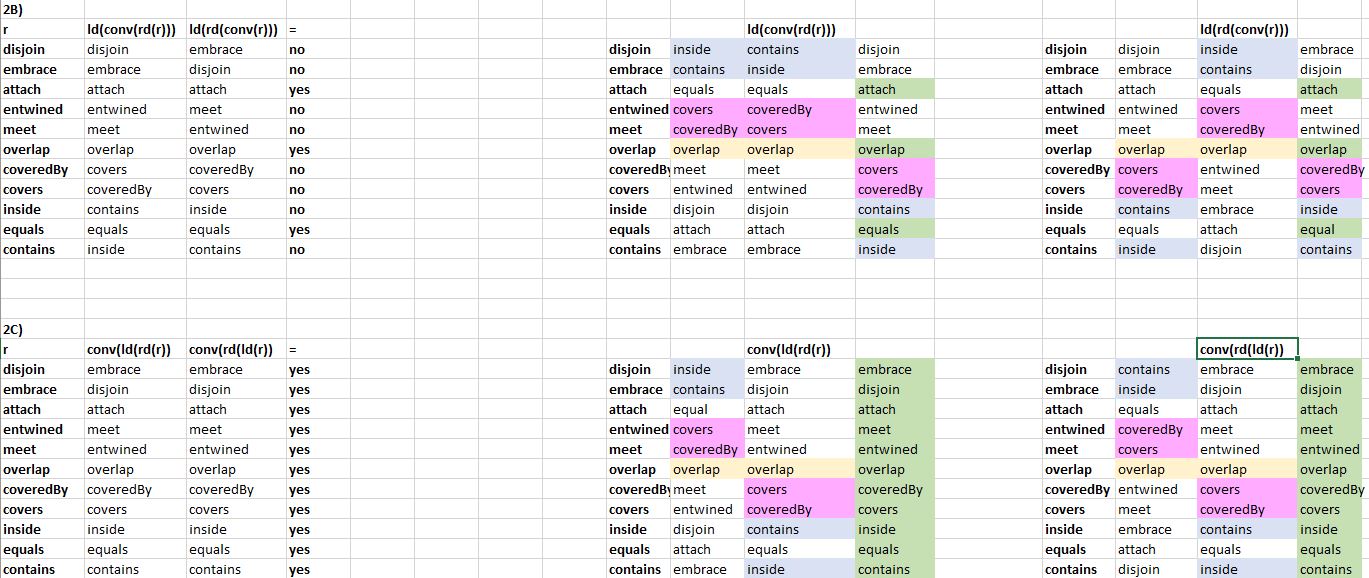 2B)
r ld(conv(rd(r))) ld(rd(conv(r))) = ld(conv(rd(r))) ld(rd(conv(r)))
disjoin disjoin embrace no disjoin inside contains disjoin disjoin disjoin inside embrace
embrace embrace disjoin no embrace contains inside embrace embrace embrace contains disjoin
attach attach attach yes attach equals equals attach attach attach equals attach
entwined entwined meet no entwined covers coveredBy entwined entwined entwined covers meet
meet meet entwined no meet coveredBy covers meet meet meet coveredBy entwined
overlap overlap overlap yes overlap overlap overlap overlap overlap overlap overlap overlap
coveredBy covers coveredBy no coveredBy meet meet covers coveredBy covers entwined coveredBy
covers coveredBy covers no covers entwined entwined coveredBy covers coveredBy meet covers
inside contains inside no inside disjoin disjoin contains inside contains embrace inside
equals equals equals yes equals attach attach equals equals equals attach equal
contains inside contains no contains embrace embrace inside contains inside disjoin contains
2C)
r conv(ld(rd(r)) conv(rd(ld(r)) = conv(ld(rd(r)) conv(rd(ld(r))
disjoin embrace embrace yes disjoin inside embrace embrace disjoin contains embrace embrace
embrace disjoin disjoin yes embrace contains disjoin disjoin embrace inside disjoin disjoin
attach attach attach yes attach equal attach attach attach equals attach attach
entwined meet meet yes entwined covers meet meet entwined coveredBy meet meet
meet entwined entwined yes meet coveredBy entwined entwined meet covers entwined entwined
overlap overlap overlap yes overlap overlap overlap overlap overlap overlap overlap overlap
coveredBy coveredBy coveredBy yes coveredBy meet covers coveredBy coveredBy entwined covers coveredBy
covers covers covers yes covers entwined coveredBy covers covers meet coveredBy covers
inside inside inside yes inside disjoin contains inside inside embrace contains inside
equals equals equals yes equals attach equals equals equals attach equals equals
contains contains contains yes contains embrace inside contains contains disjoin inside contains